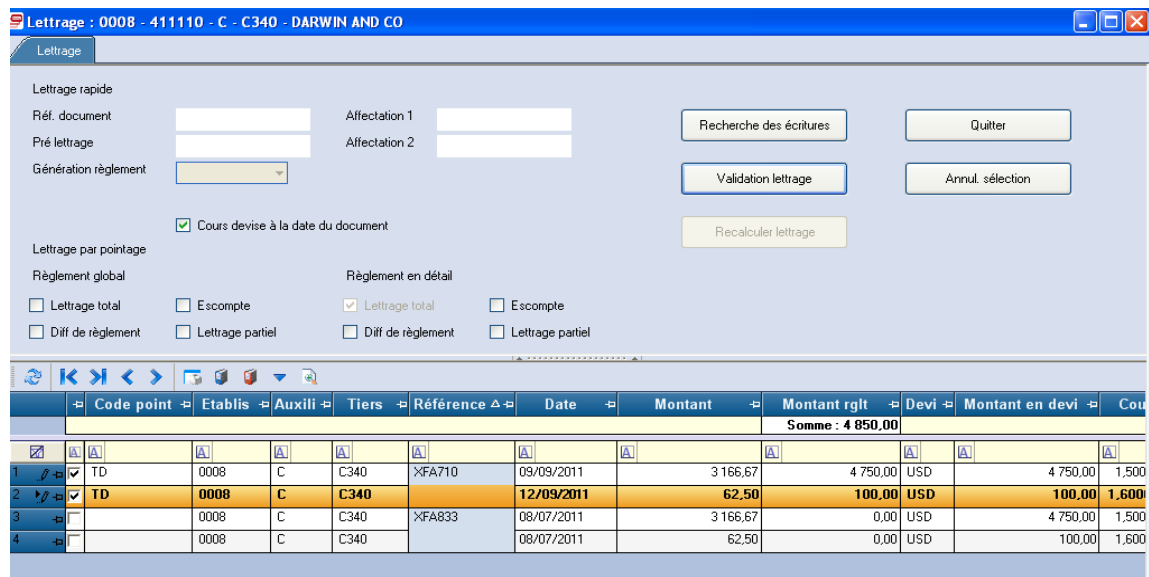 Lettrage : 0008 - 411110 - C - C340 - DARWIN AND CO
Lettrage
Lettrage rapide
Réf. document Affectation 1 Recherche des écritures Quitter
Pré lettrage Affectation 2
Génération règlement Validation lettrage Annul. sélection
Cours devise à la date du document Recalculer lettrage
Lettrage par pointage
Règlement global Règlement en détail
Lettrage total Escompte Lettrage total Escompte
Diff de règlement Lettrage partiel Diff de règlement Lettrage partiel
Code point Etablis Auxili Tiers Référence Date Montant Montant rglt Devi Montant en devi Cou
Somme : 4 850,00
1 TD 0008 C C340 XFA710 09/09/2011 3 166,67 4 750,00 USD 4 750,00 1,500
2 TD 0008 C C340 12/09/2011 62,50 100,00 USD 100,00 1,6000
3 0008 C C340 XFA833 08/07/2011 3 166,67 0,00 USD 4 750,00 1,500
4 0008 C C340 08/07/2011 62,50 0,00 USD 100,00 1,600